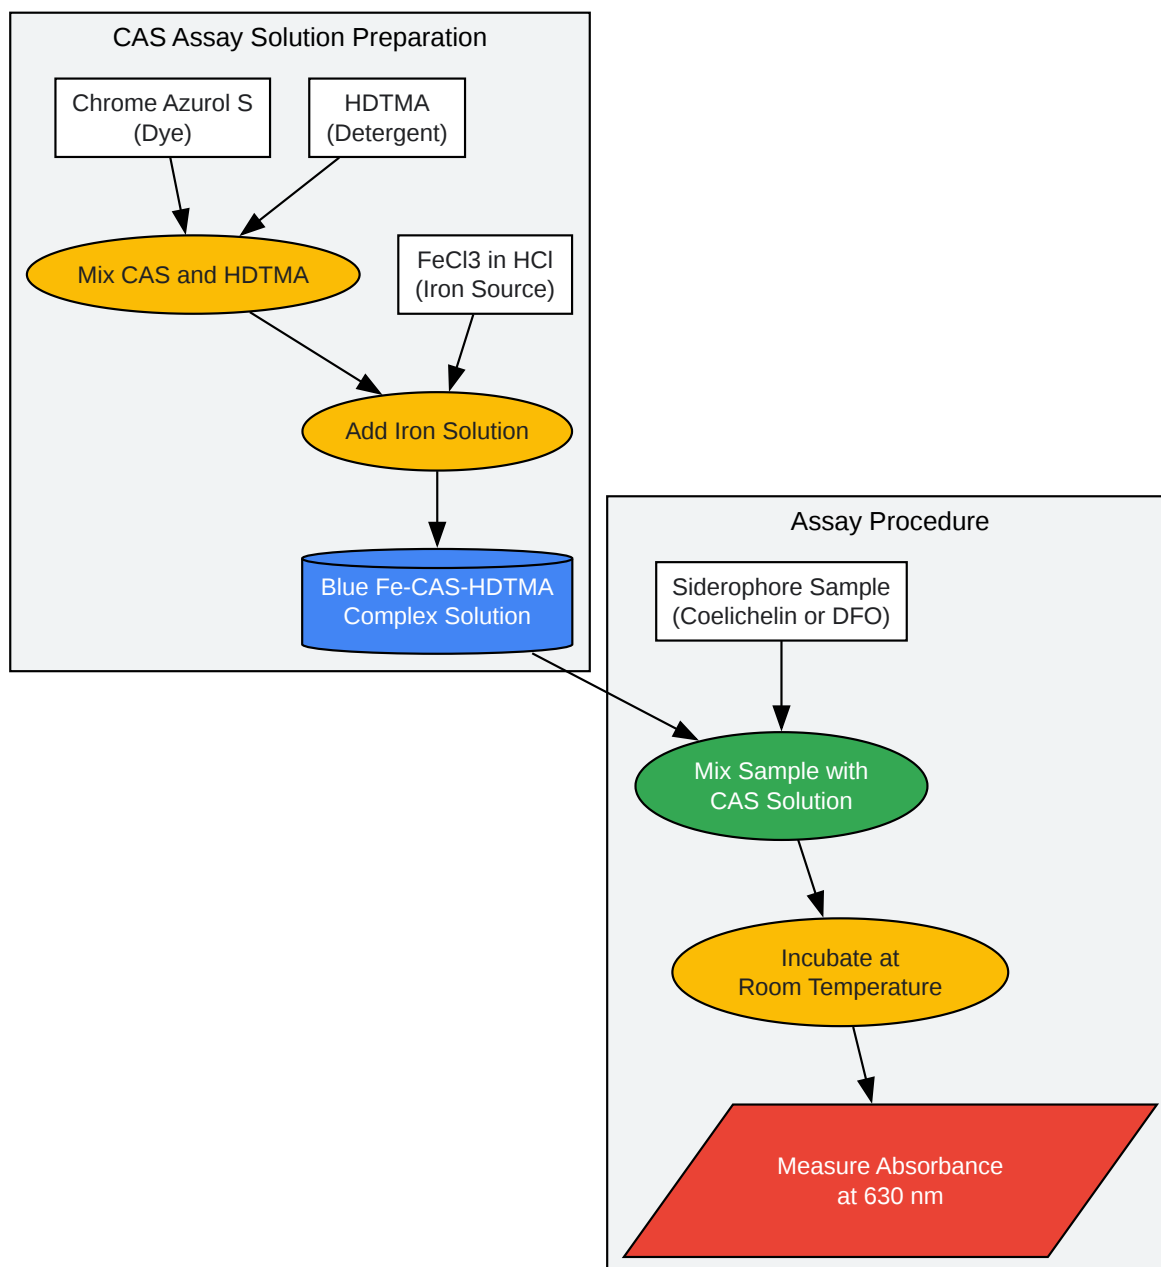 CAS Assay Solution Preparation
Chrome Azurol S
(Dye)
HDTMA
(Detergent)
Mix CAS and HDTMA
FeCl3 in HCl
(Iron Source)
Add Iron Solution
Blue Fe-CAS-HDTMA
Complex Solution
Assay Procedure
Siderophore Sample
(Coelichelin or DFO)
Mix Sample with
CAS Solution
Incubate at
Room Temperature
Measure Absorbance
at 630 nm